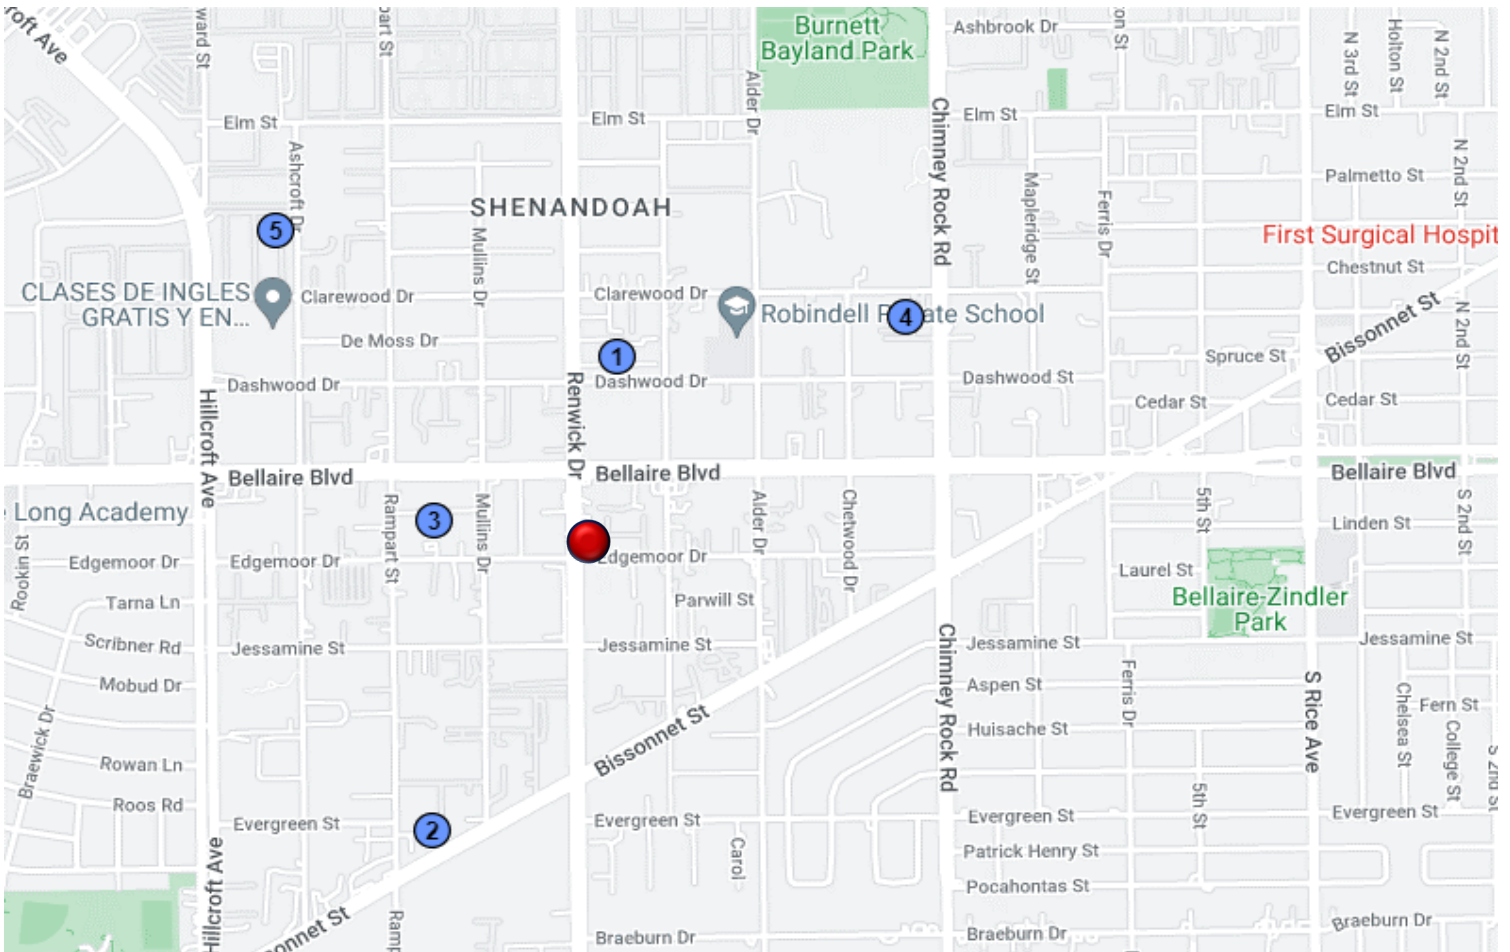 Burnett
Bayland Park
Ashbrook Dr
N 3rd St
Holton St
N 2nd St
Elm St
Elm St
Alder Dr
Elm St
Elm St
Chimney Rock Rd
Ashcroft Dr
Palmetto St
N 2nd St
Mapleridge St
Ferris Dr
SHENANDOAH
5
Mullins Dr
First Surgical Hospit
Chestnut St
CLASES DE INGLES
GRATIS Y EN...
Clarewood Dr
Clarewood Dr
Robindell
4
ate School
Bissonnet St
N 2nd St
De Moss Dr
1
Spruce St
Dashwood Dr
Dashwood Dr
Dashwood St
Cedar St
Cedar St
Hillcroft Ave
Renwick Dr
Bellaire Blvd
Bellaire Blvd
Bellaire Blvd
Long Academy
Rampart St
3
Mullins Dr
Alder Dr
Chetwood Dr
5th St
Linden St
S 2nd St
Rookin St
Edgemoor Dr
Edgemoor Dr
Edgemoor Dr
Laurel St
Tarna Ln
Parwill St
Bellaire-Zindler
Park
Scribner Rd
Jessamine St
Jessamine St
Chimney Rock Rd
Jessamine St
Jessamine St
Mobud Dr
Aspen St
Ferris Dr
S Rice Ave
Chelsea St
Fern St
Braewick Dr
Bissonnet St
Huisache St
College St
Rowan Ln
Roos Rd
5th St
Evergreen St
2
Evergreen St
Evergreen St
Evergreen St
Hillcroft Ave
Carol
Patrick Henry St
Pocahontas St
onnet St
Ramp
Braeburn Dr
Braeburn Dr
Braeburn Dr